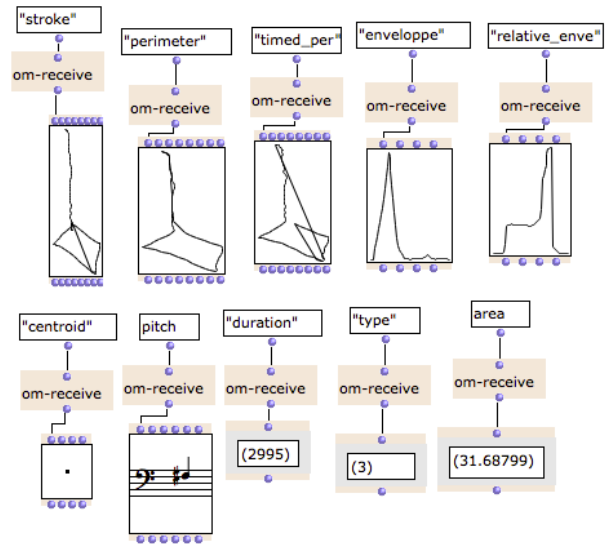 "stroke"
"perimeter"
"timed_per"
"enveloppe"
"relative_enve"
om-receive
om-receive
om-receive
om-receive
om-receive
"centroid"
pitch
"duration"
"type"
area
om-receive
om-receive
om-receive
om-receive
om-receive
(2995)
(3)
(31.68799)